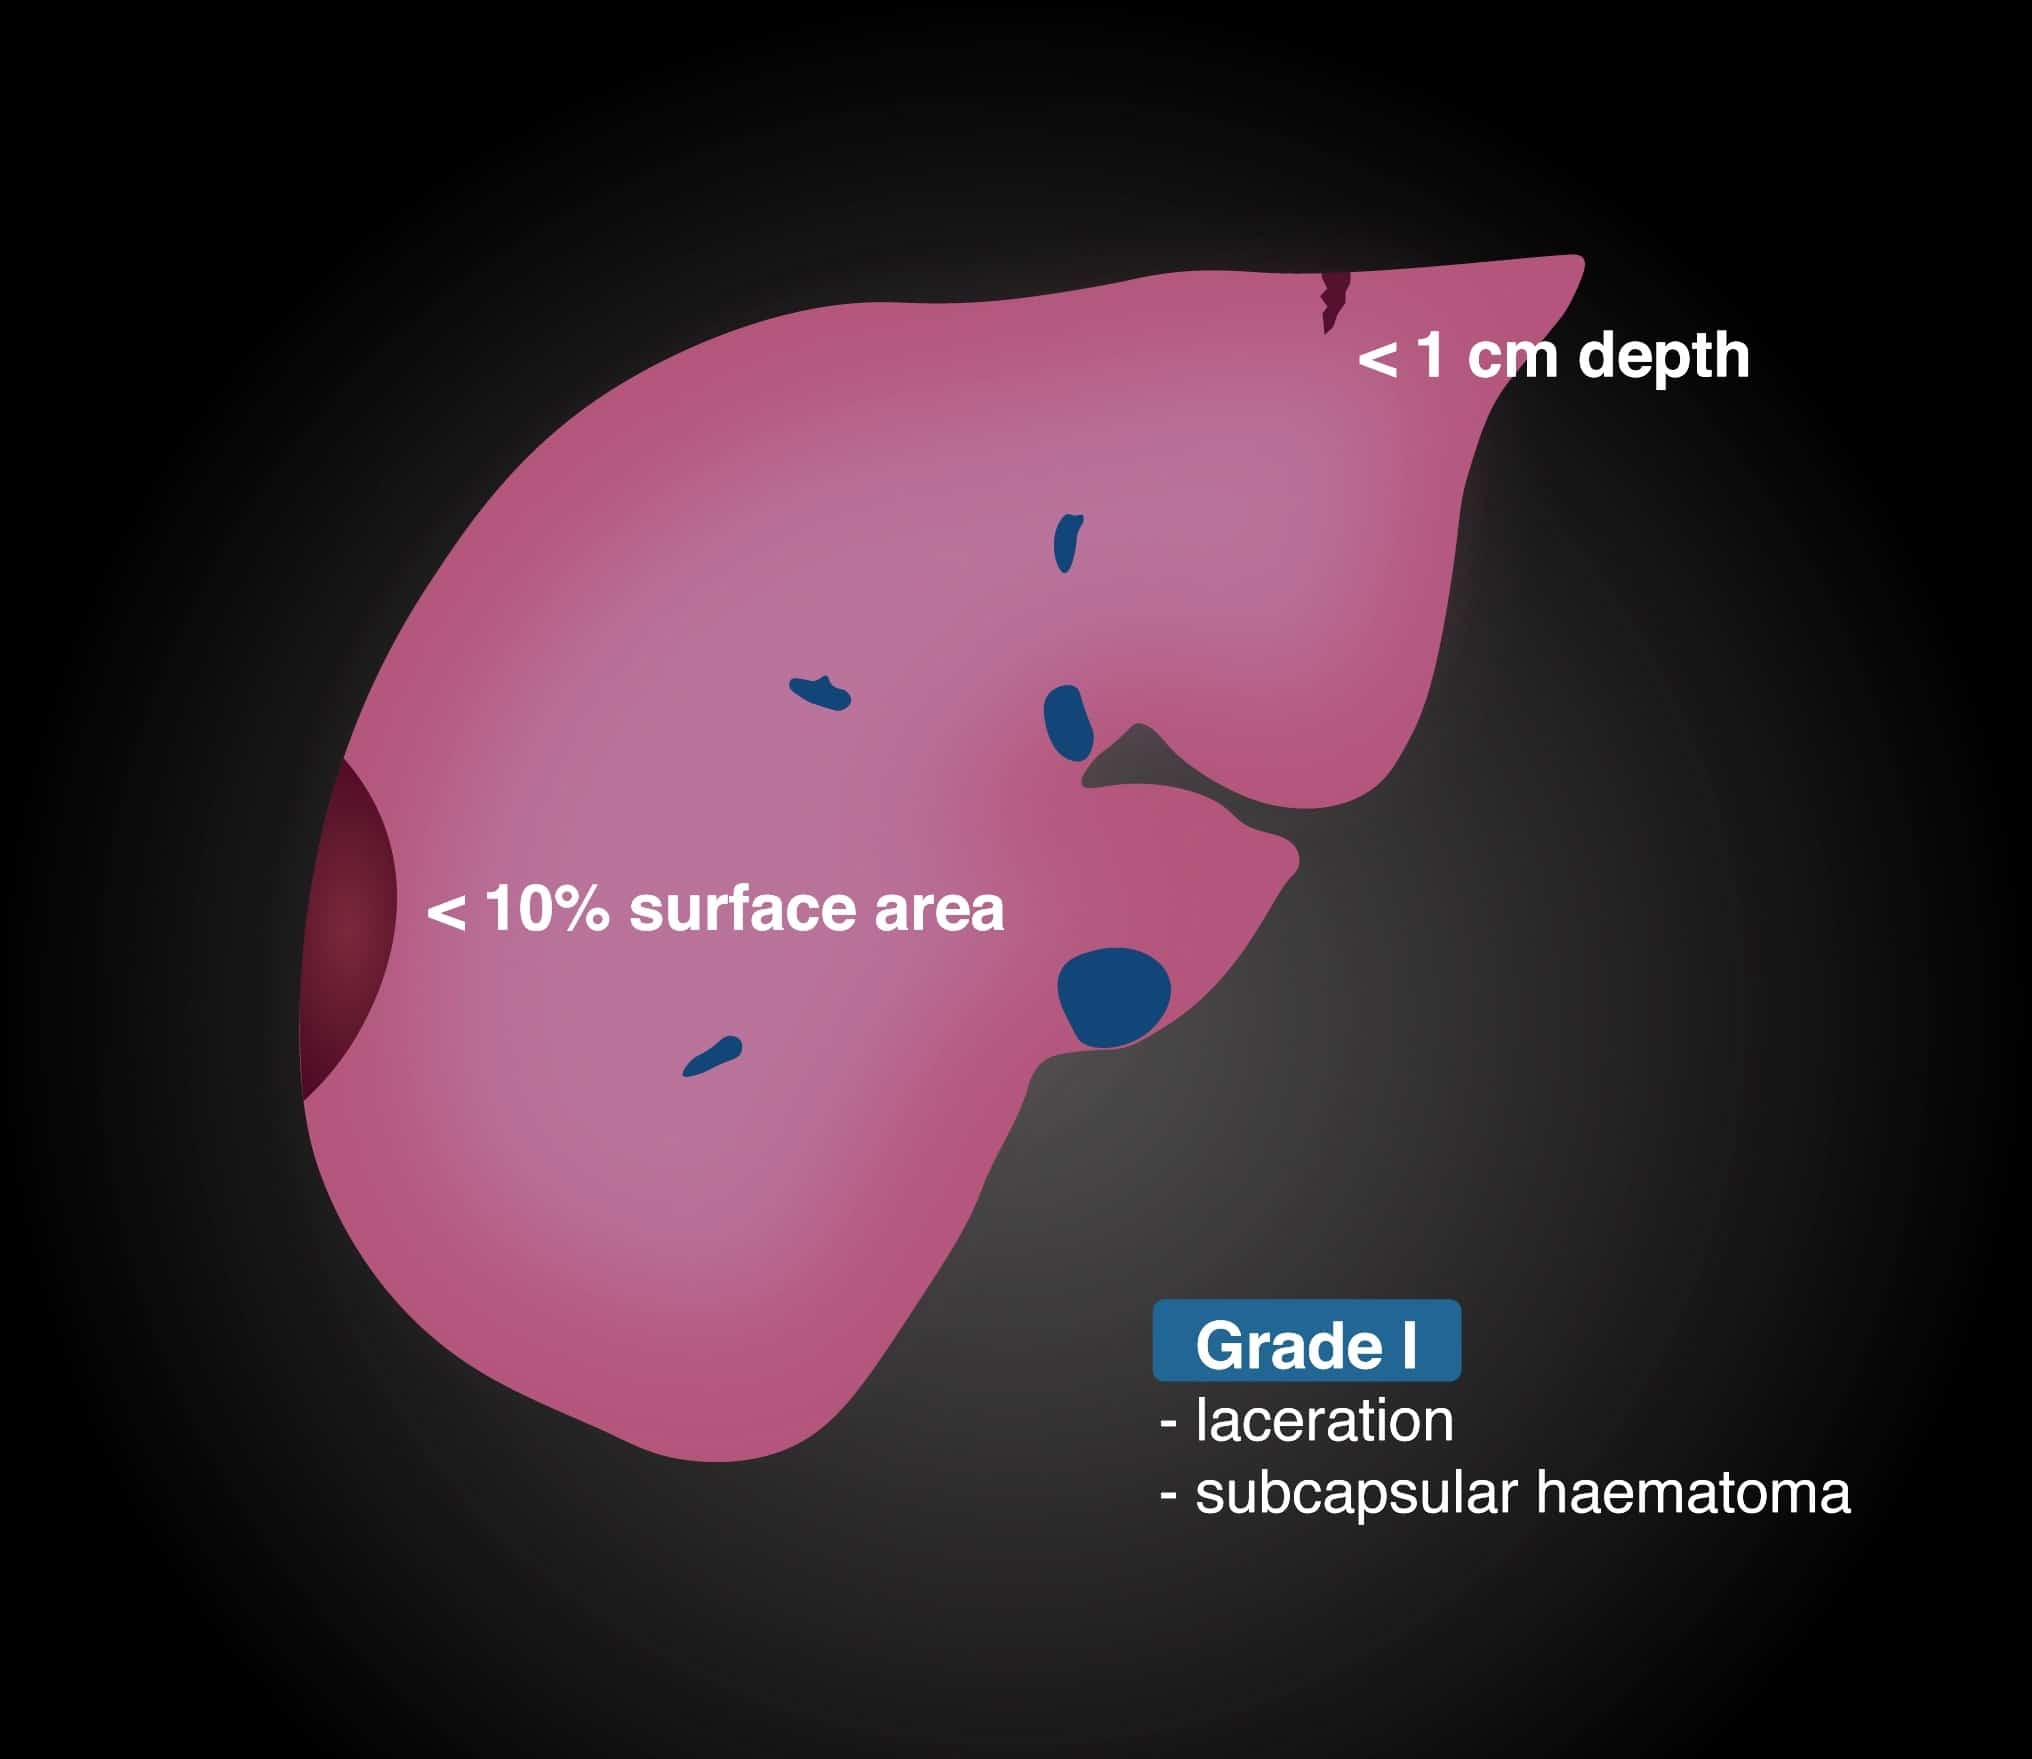 < 1 cm depth
< 10% surface area
Grade I
- laceration
- subcapsular haematoma